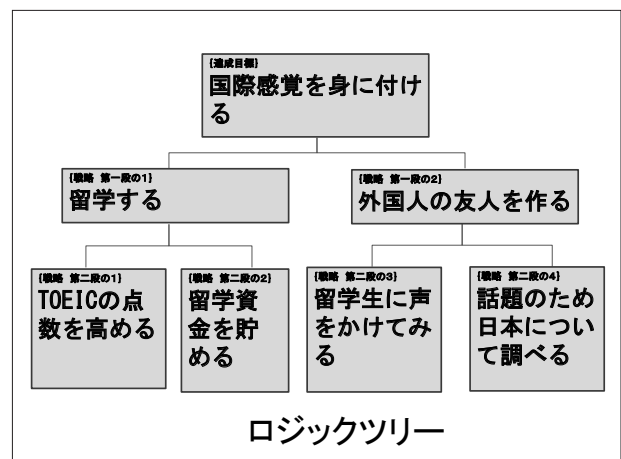 {達成目標}
国際感覚を身に付け
る
{戦略 第一段の1}
留学する
{戦略 第一段の2}
外国人の友人を作る
{戦略 第二段の1}
TOEICの点
数を高める
{戦略 第二段の2}
留学資
金を貯
める
{戦略 第二段の3}
留学生に声
をかけてみ
る
{戦略 第二段の4}
話題のため
日本につい
て調べる
ロジックツリー